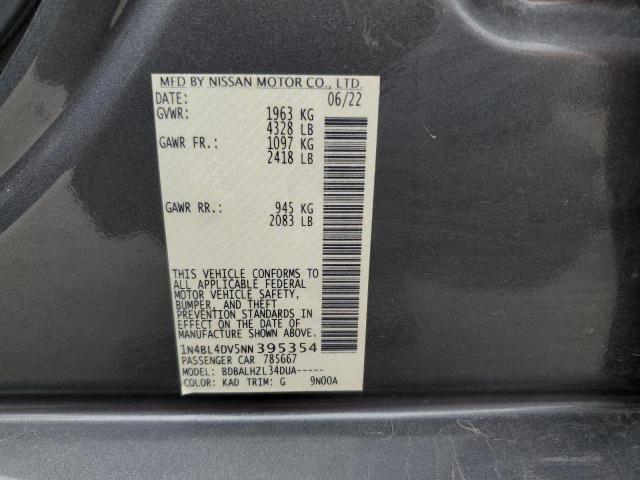 MFD BY NISSAN MOTOR CO., LTD.
DATE: 06/22
GVWR: 1963 KG
4328 LB
GAWR FR.: 1097 KG
2418 LB
GAWR RR.: 945 KG
2083 LB
THIS VEHICLE CONFORMS TO
ALL APPLICABLE FEDERAL
MOTOR VEHICLE SAFETY,
BUMPER, AND THEFT
PREVENTION STANDARDS IN
EFFECT ON THE DATE OF
MANUFACTURE SHOWN ABOVE.
1N4BL4DV5NN395354
PASSENGER CAR 785667
MODEL: BDBALHZL34DUA-----
COLOR: KAD TRIM: G 9N00A